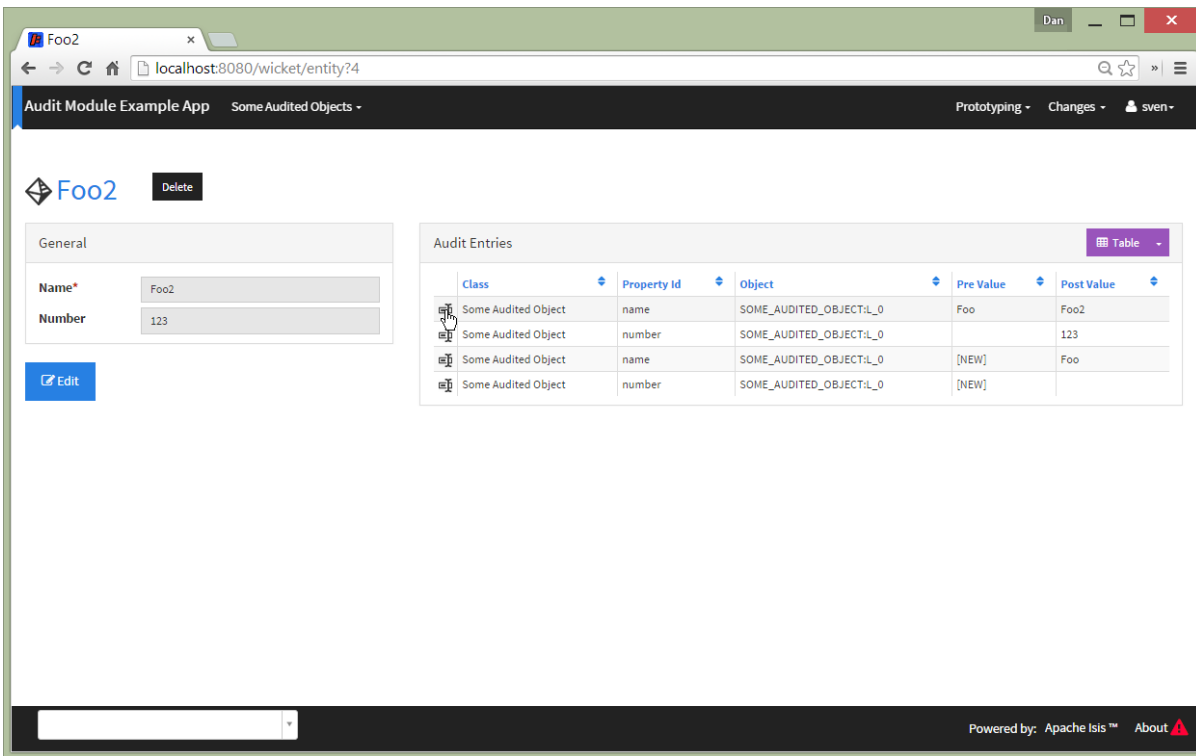 Dan
Foo2
localhost:8080/wicket/entity?4
Audit Module Example App Some Audited Objects Prototyping Changes sven
Foo2 Delete
General
Name* Foo2
Number 123
Edit
Audit Entries Table
Class Property Id Object Pre Value Post Value
Some Audited Object name SOME_AUDITED_OBJECT:L_0 Foo Foo2
Some Audited Object number SOME_AUDITED_OBJECT:L_0 123
Some Audited Object name SOME_AUDITED_OBJECT:L_0 [NEW] Foo
Some Audited Object number SOME_AUDITED_OBJECT:L_0 [NEW]
Powered by: Apache Isis ™ About